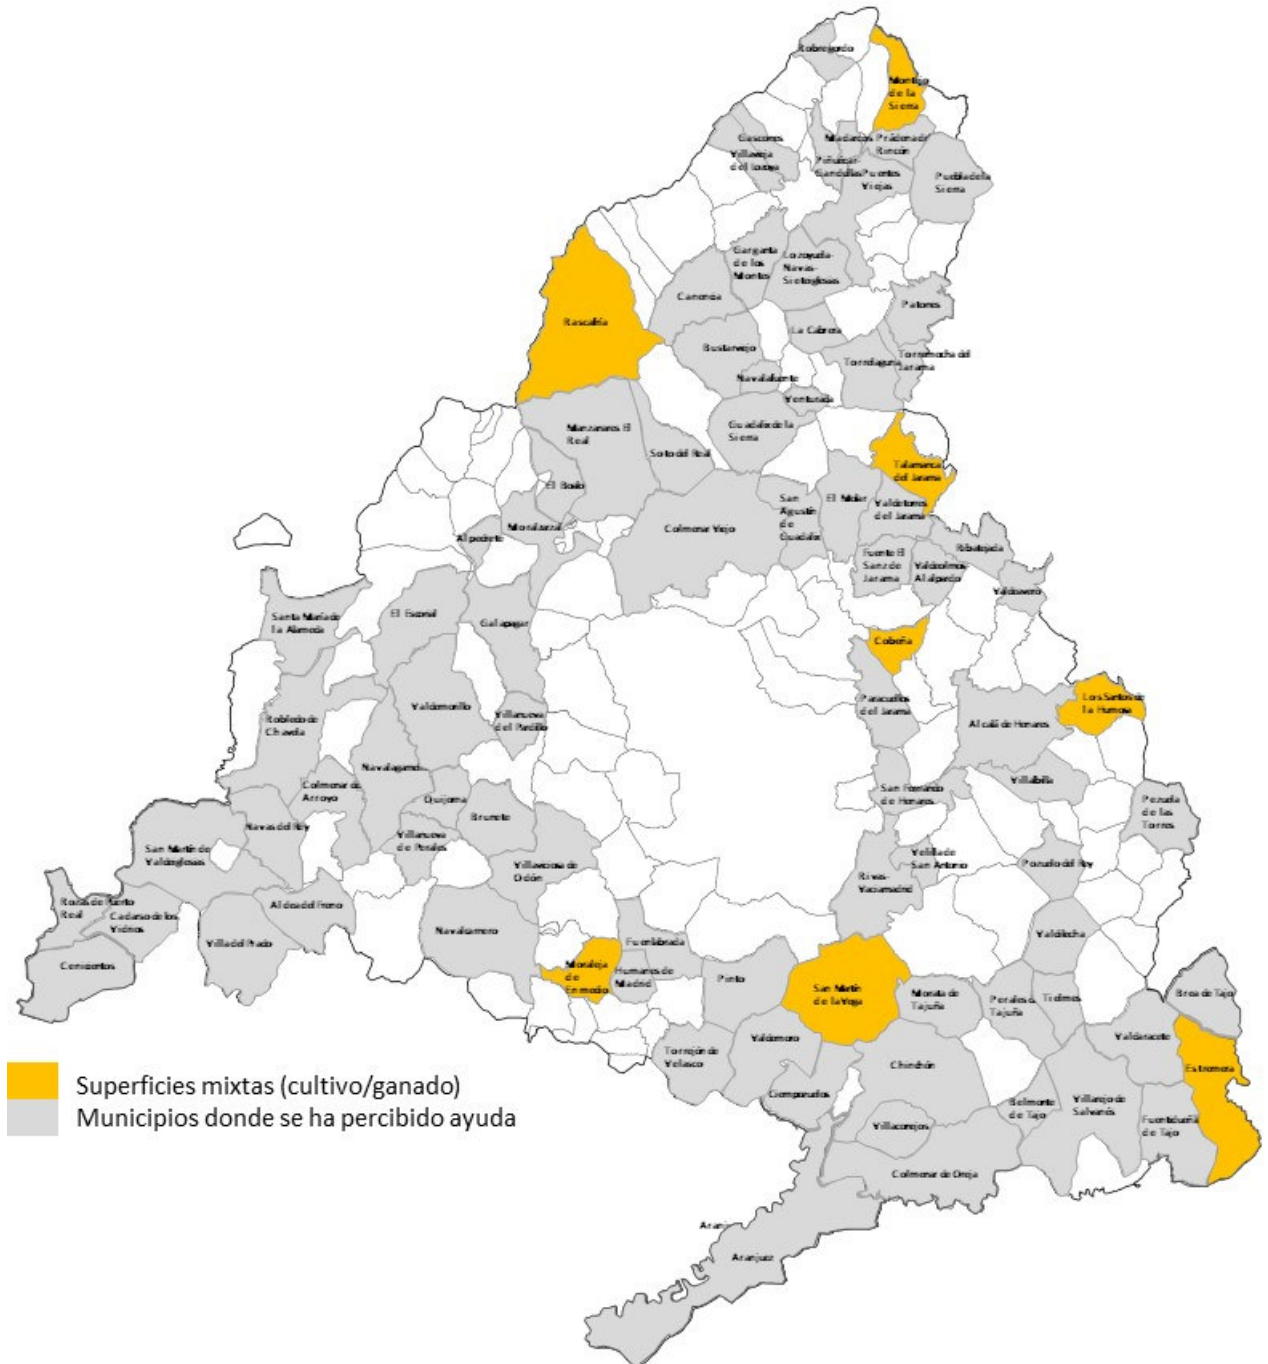 Robregordo
Montejo
de la
Sierra
Gascones
Villavieja
del Lozoya
Madarcos
Prádena del
Rincón
Piñuécar-
Gandullas
Puentes
Viejas
Puebla de la
Sierra
Garganta
de los
Montes
Lozoyuela-
Navas-
Sieteiglesias
Canencia
Patones
Rascafría
La Cabrera
Bustarviejo
Torrelaguna
Torremocha del
Jarama
Navalafuente
Venturada
Manzanares El
Real
Guadalix de la
Sierra
Soto del Real
Talamanca
del Jarama
El Boalo
San
Agustín
de
Guadalix
El Molar
Valdetorres
del Jarama
Moralzarzal
Colmenar Viejo
Alpedrete
Fuente El
Sanz de
Jarama
Valdeolmos-
Alalpardo
Ribatejada
Valdeavero
Santa María de
la Alameda
El Escorial
Galapagar
Cobeña
Valdemorillo
Villanueva
del Pardillo
Paracuellos
del Jarama
Los Santos de
la Humosa
Robledo de
Chavela
Alcalá de Henares
Navalagamella
Colmenar de
Arroyo
Quijorna
San Fernando
de Henares
Villalbilla
Pezuela
de las
Torres
Navas del Rey
Brunete
Villanueva
de Perales
San Martín de
Valdeiglesias
Villaviciosa de
Odón
Velilla de
San Antonio
Pozuelo del Rey
Rivas-
Vaciamadrid
Rozas de Puerto
Real
Cadalso de los
Vidrios
Aldea del Fresno
Navalcarnero
Villa del Prado
Valdilecha
Fuenlabrada
Cenicientos
Moraleja
de
Enmedio
Humanes de
Madrid
Pinto
San Martín
de la Vega
Morata de
Tajuña
Perales de
Tajuña
Tielmes
Brea de Tajo
Valdemoro
Valdaracete
Torrejón de
Velasco
Chinchón
Estremera
Superficies mixtas (cultivo/ganado)
Municipios donde se ha percibido ayuda
Ciempozuelos
Belmonte
de Tajo
Villarejo de
Salvanés
Fuentidueña
de Tajo
Villaconejos
Colmenar de Oreja
Aranj
Aranjuez